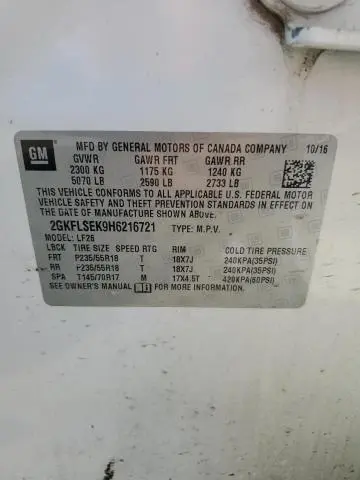 GM
MFD BY GENERAL MOTORS OF CANADA COMPANY 10/16
GVWR GAWR FRT GAWR RR
2300 KG 1175 KG 1240 KG
5070 LB 2590 LB 2733 LB
THIS VEHICLE CONFORMS TO ALL APPLICABLE U.S. FEDERAL MOTOR
VEHICLE SAFETY AND THEFT PREVENTION STANDARDS IN EFFECT ON THE
DATE OF MANUFACTURE SHOWN ABOVE.
2GKFLSEK9H6216721 TYPE: M.P.V.
MODEL: LF26
LBCK TIRE SIZE SPEED RTG RIM COLD TIRE PRESSURE
FRT P235/55R18 T 18X7J 240KPA(35PSI)
RR P235/55R18 T 18X7J 240KPA(35PSI)
SPA T145/70R17 M 17X4.5T 420KPA(60PSI)
SEE OWNER'S MANUAL FOR MORE INFORMATION